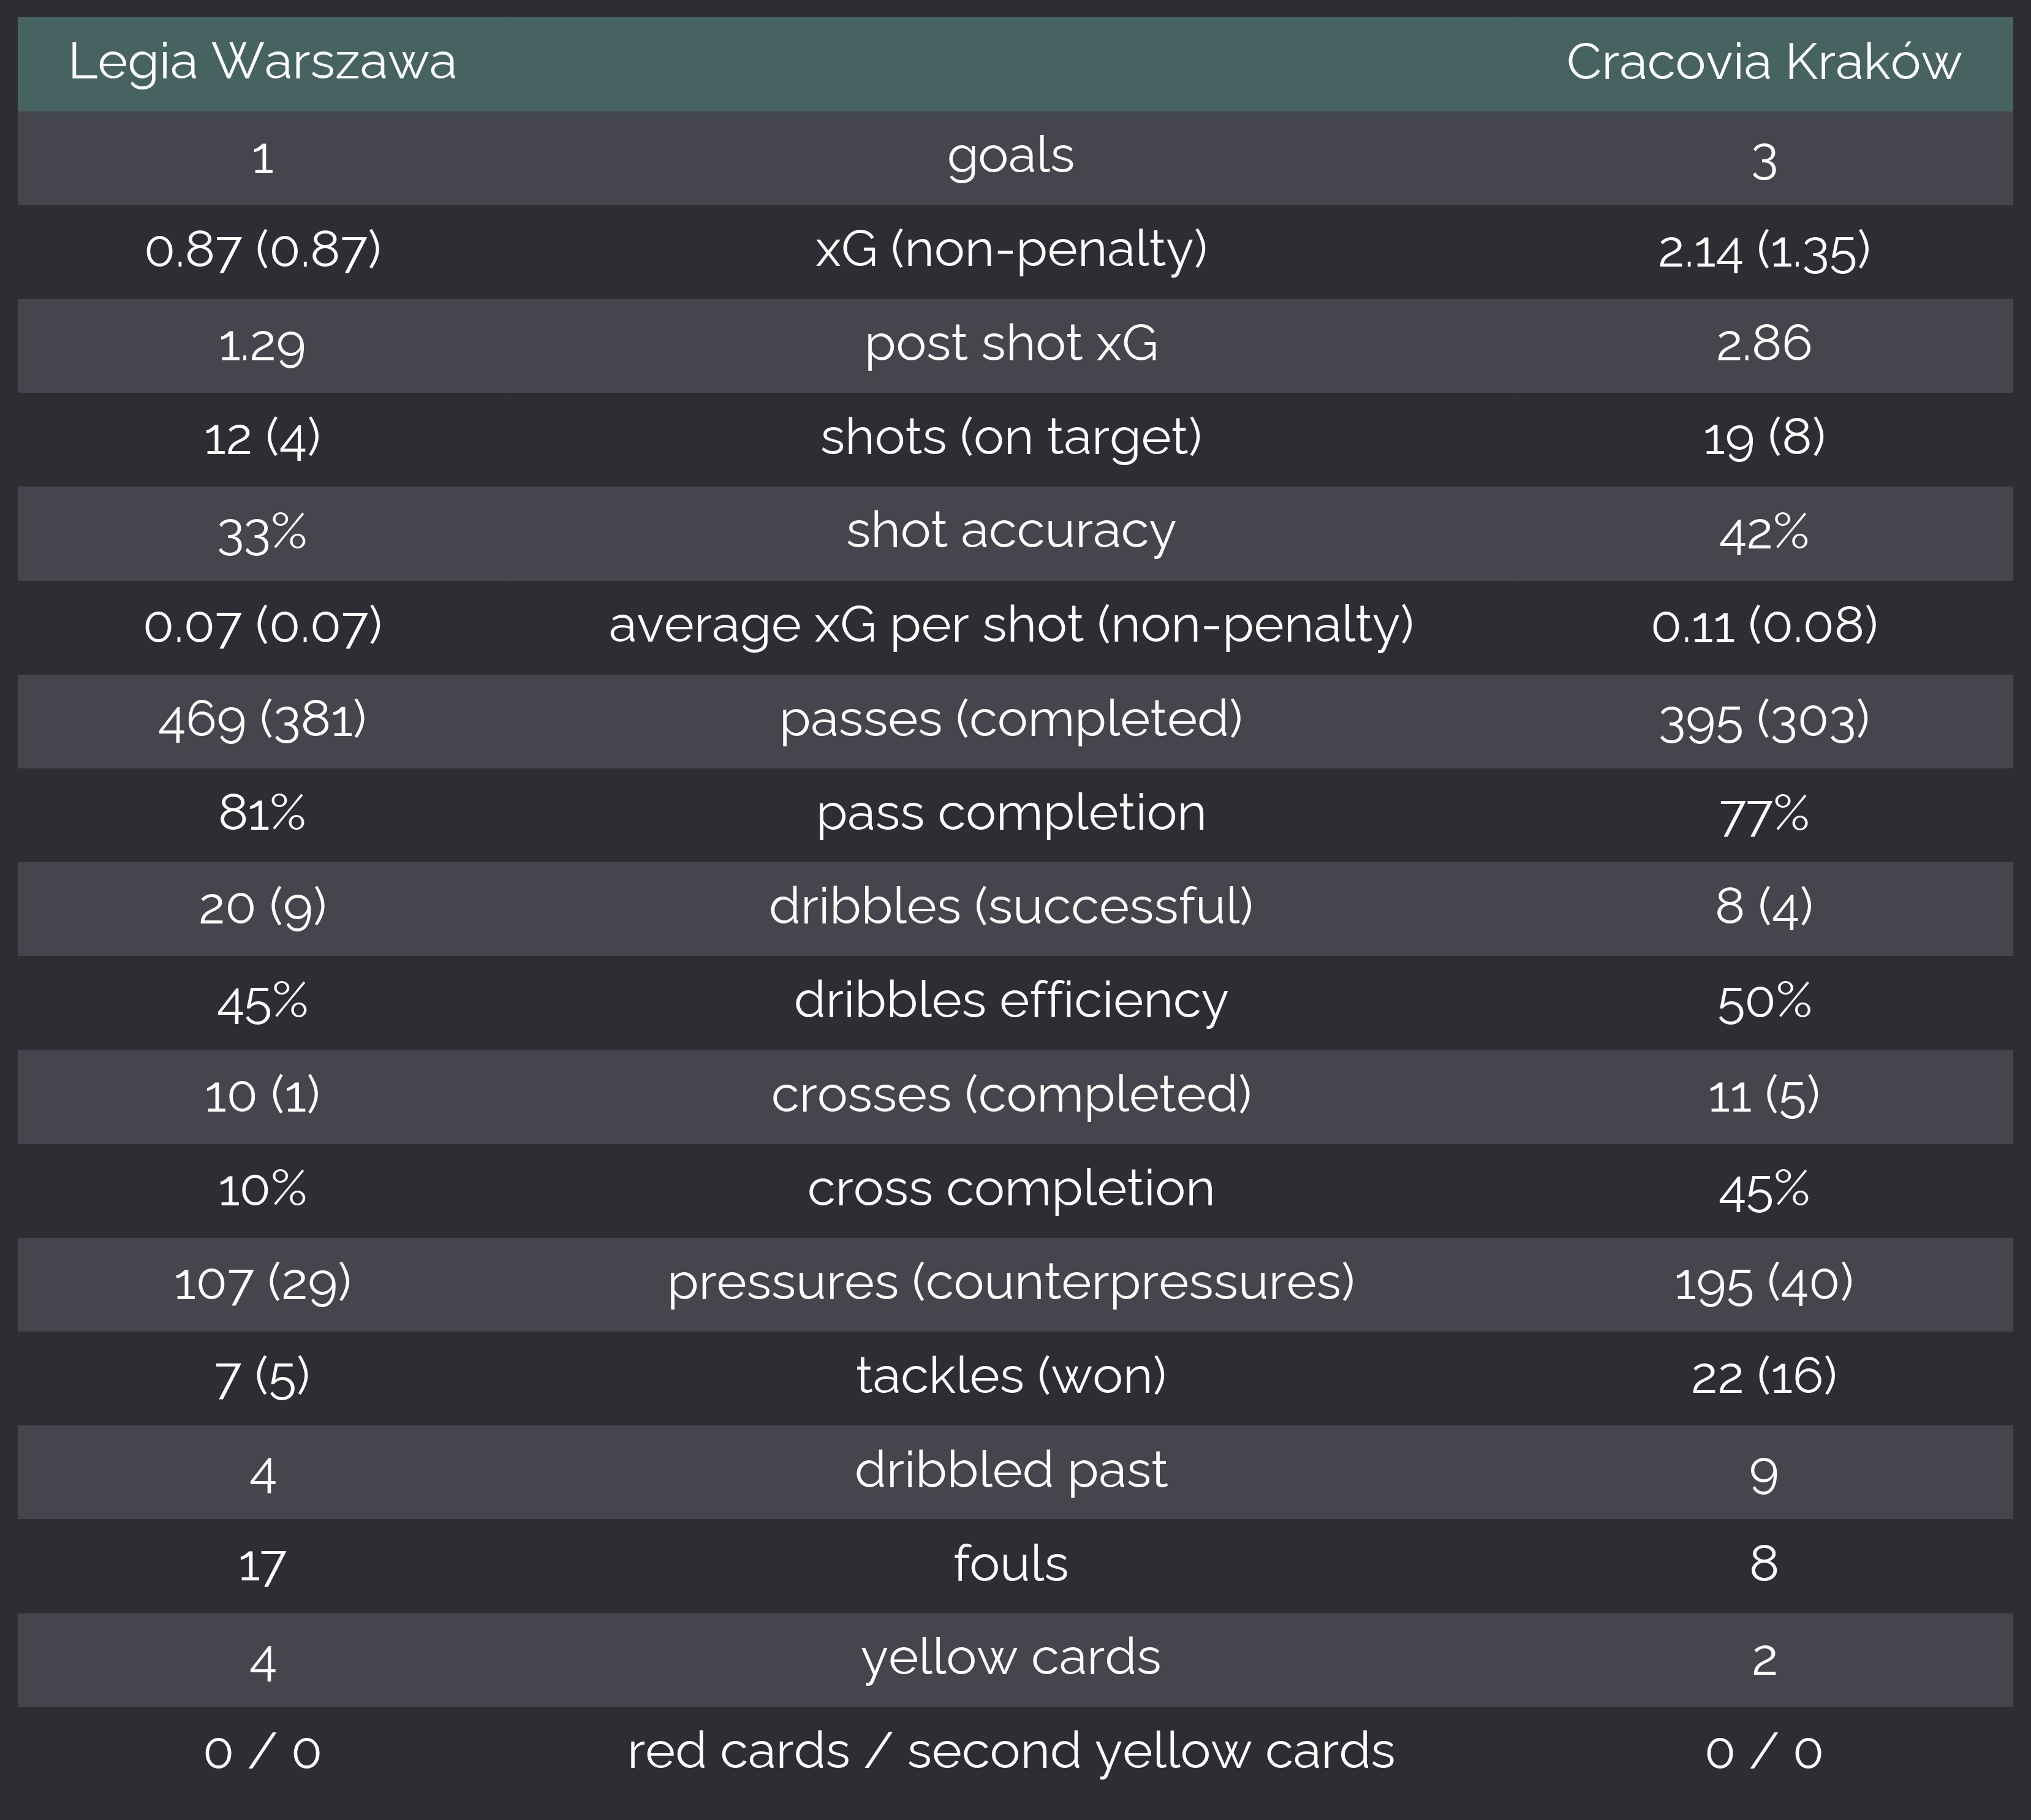 Legia Warszawa Cracovia Kraków
1 goals 3
0.87 (0.87) xG (non-penalty) 2.14 (1.35)
1.29 post shot xG 2.86
12 (4) shots (on target) 19 (8)
33% shot accuracy 42%
0.07 (0.07) average xG per shot (non-penalty) 0.11 (0.08)
469 (381) passes (completed) 395 (303)
81% pass completion 77%
20 (9) dribbles (successful) 8 (4)
45% dribbles efficiency 50%
10 (1) crosses (completed) 11 (5)
10% cross completion 45%
107 (29) pressures (counterpressures) 195 (40)
7 (5) tackles (won) 22 (16)
4 dribbled past 9
17 fouls 8
4 yellow cards 2
0 / 0 red cards / second yellow cards 0 / 0